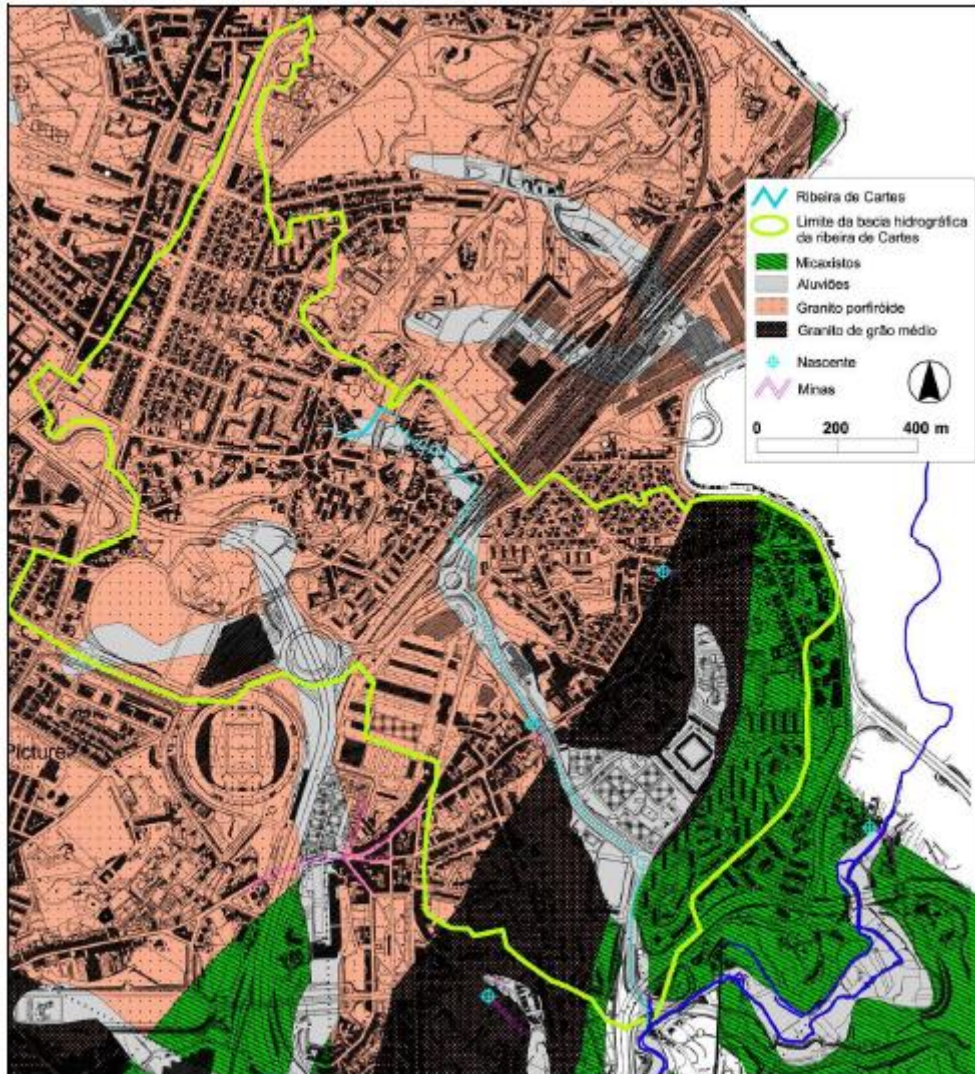 Ribeira de Cartes
Limite da bacia hidrográfica
da ribeira de Cartes
Micaxistos
Aluviões
Granito porfiróide
Granito de grão médio
Nascente
Minas
0 200 400 m
Picture